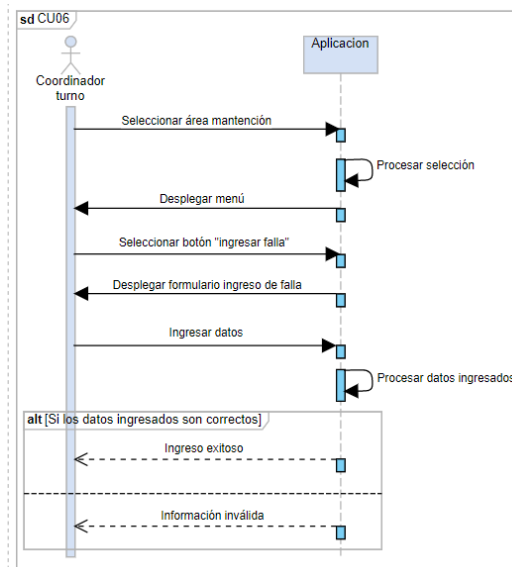 sd CU06
Aplicacion
Coordinador
turno
Seleccionar área mantención
Procesar selección
Desplegar menú
Seleccionar botón "ingresar falla"
Desplegar formulario ingreso de falla
Ingresar datos
Procesar datos ingresados
alt [Si los datos ingresados son correctos]
Ingreso exitoso
Información inválida